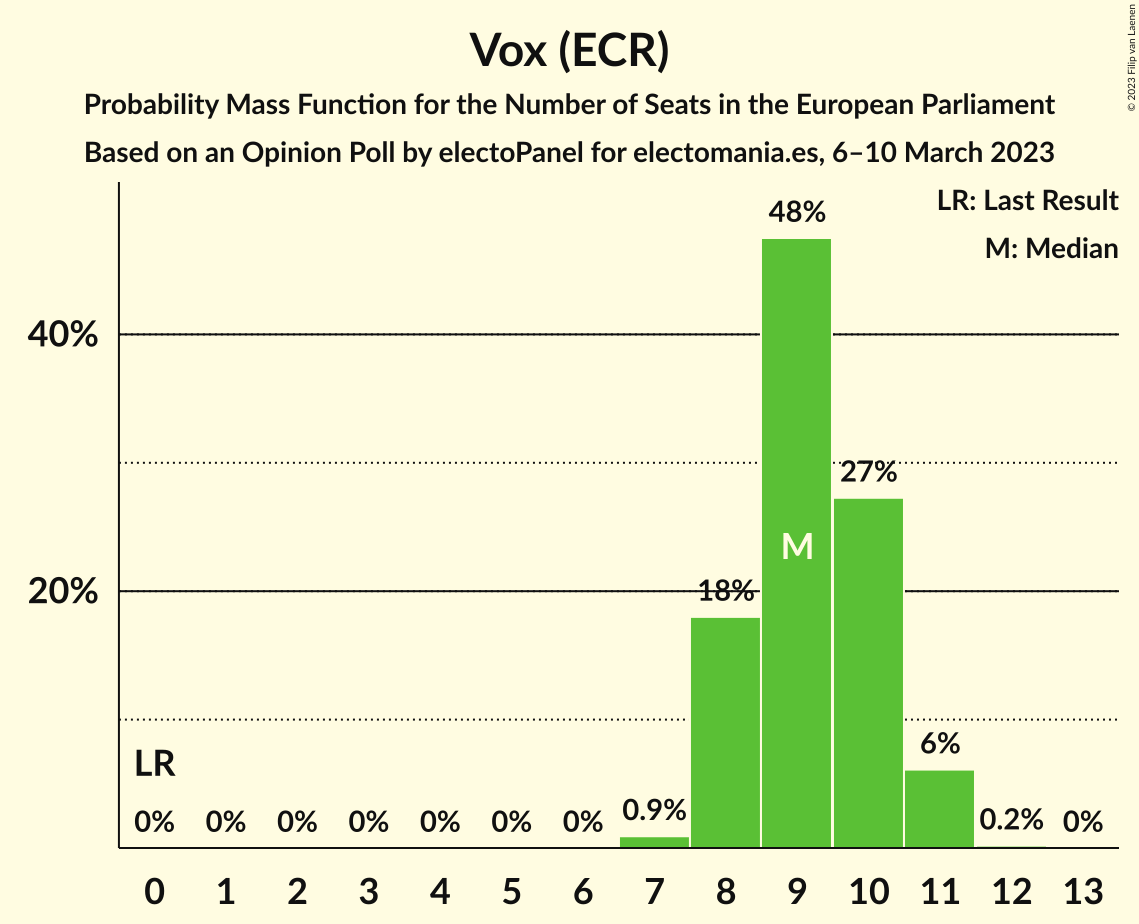 Vox (ECR)
Probability Mass Function for the Number of Seats in the European Parliament
Based on an Opinion Poll by electoPanel for electomania.es, 6–10 March 2023
© 2023 Filip van Laenen
LR: Last Result
M: Median
48%
40%
27%
M
20%
18%
6%
LR
0% 0% 0% 0% 0% 0% 0% 0.9% 0.2% 0%
0 1 2 3 4 5 6 7 8 9 10 11 12 13